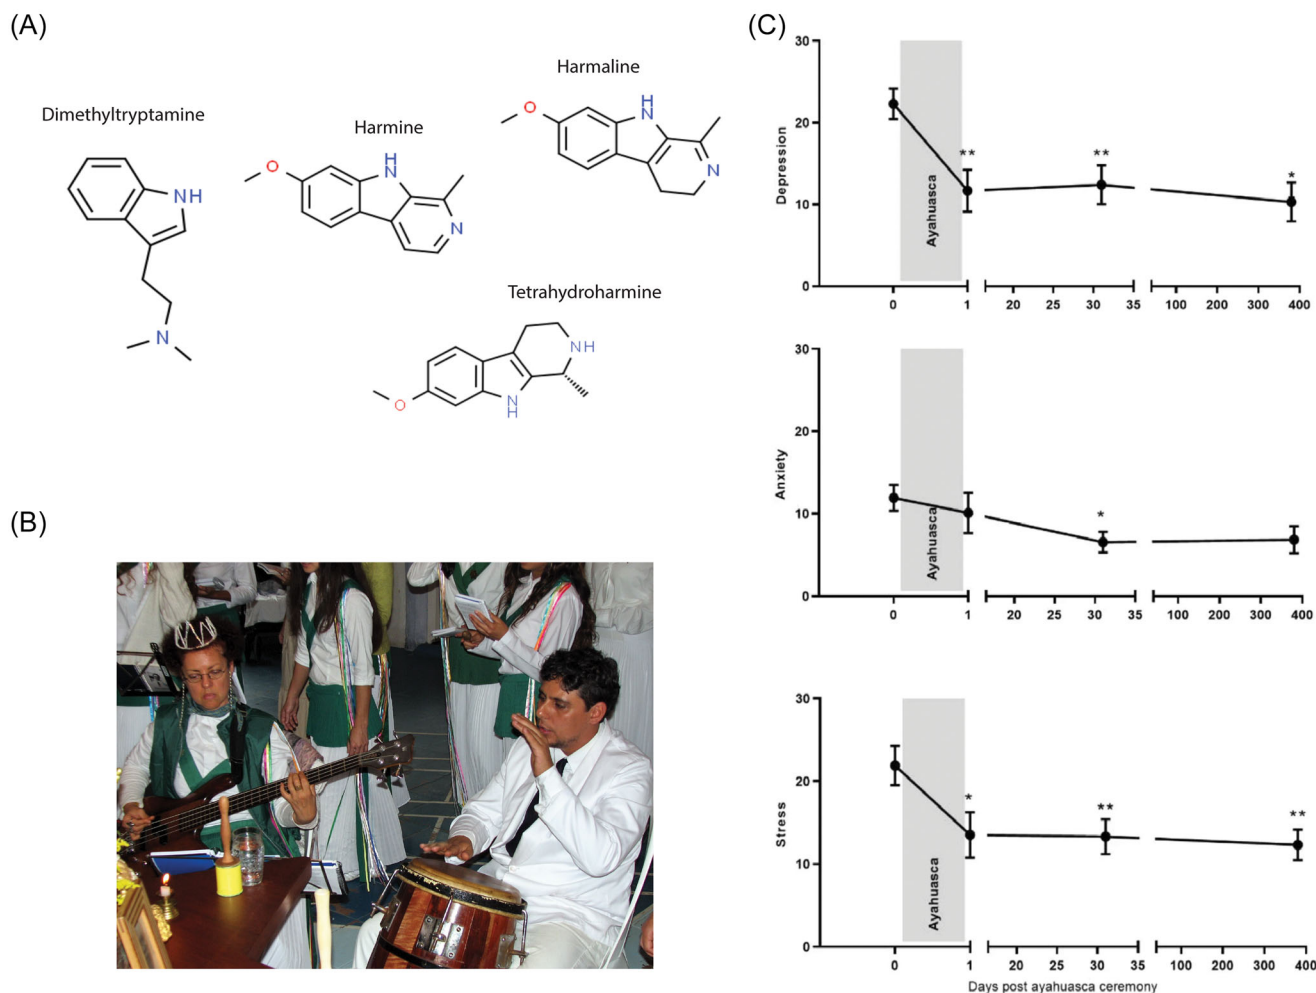 (A)
Dimethyltryptamine
NH
N
Harmine
O
H
N
N
Harmaline
O
H
N
N
Tetrahydroharmine
NH
O
N
H
(B)
(C)
30
20
10
0
Depression
Ayahuasca
**
**
*
0
1
20
25
30
35
100
200
300
400
30
20
10
0
Anxiety
Ayahuasca
*
0
1
20
25
30
35
100
200
300
400
30
20
10
0
Stress
Ayahuasca
*
**
**
0
1
20
25
30
35
100
200
300
400
Days post ayahuasca ceremony